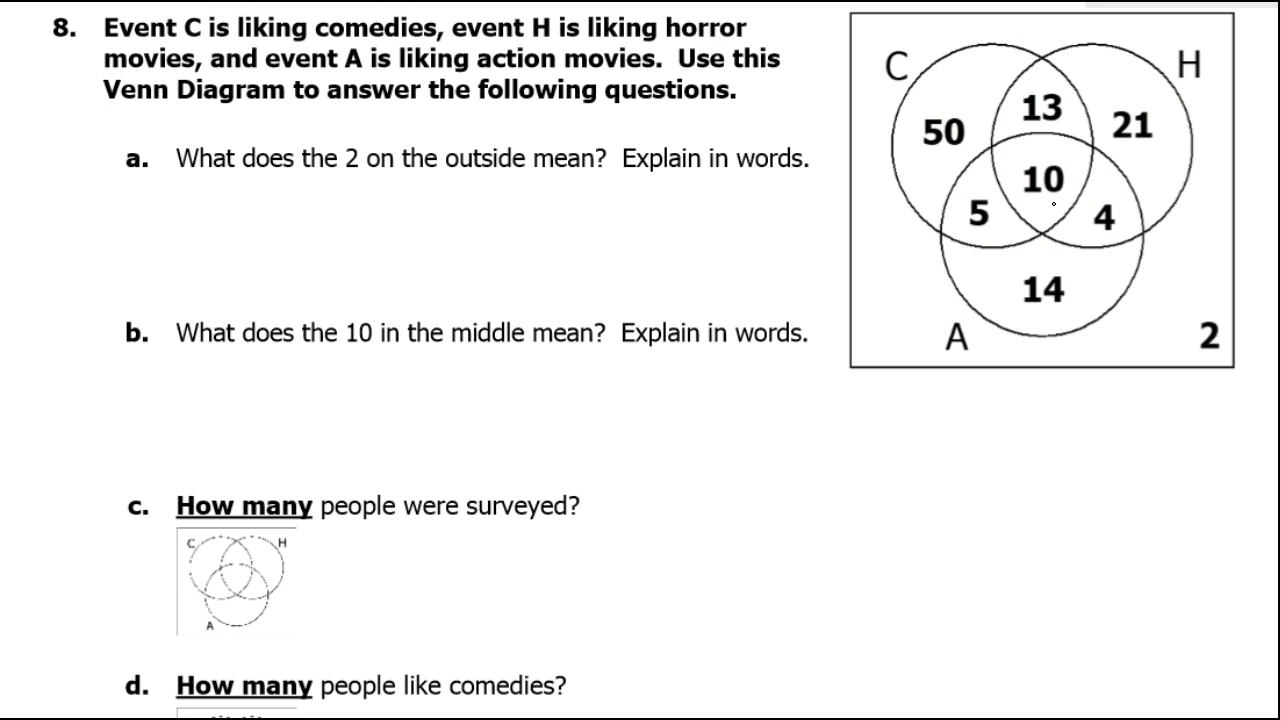 8. Event C is liking comedies, event H is liking horror
movies, and event A is liking action movies. Use this
Venn Diagram to answer the following questions.
a. What does the 2 on the outside mean? Explain in words.
b. What does the 10 in the middle mean? Explain in words.
c. How many people were surveyed?
C H
A
d. How many people like comedies?
C H
13
50 21
10
5 4
14
A 2